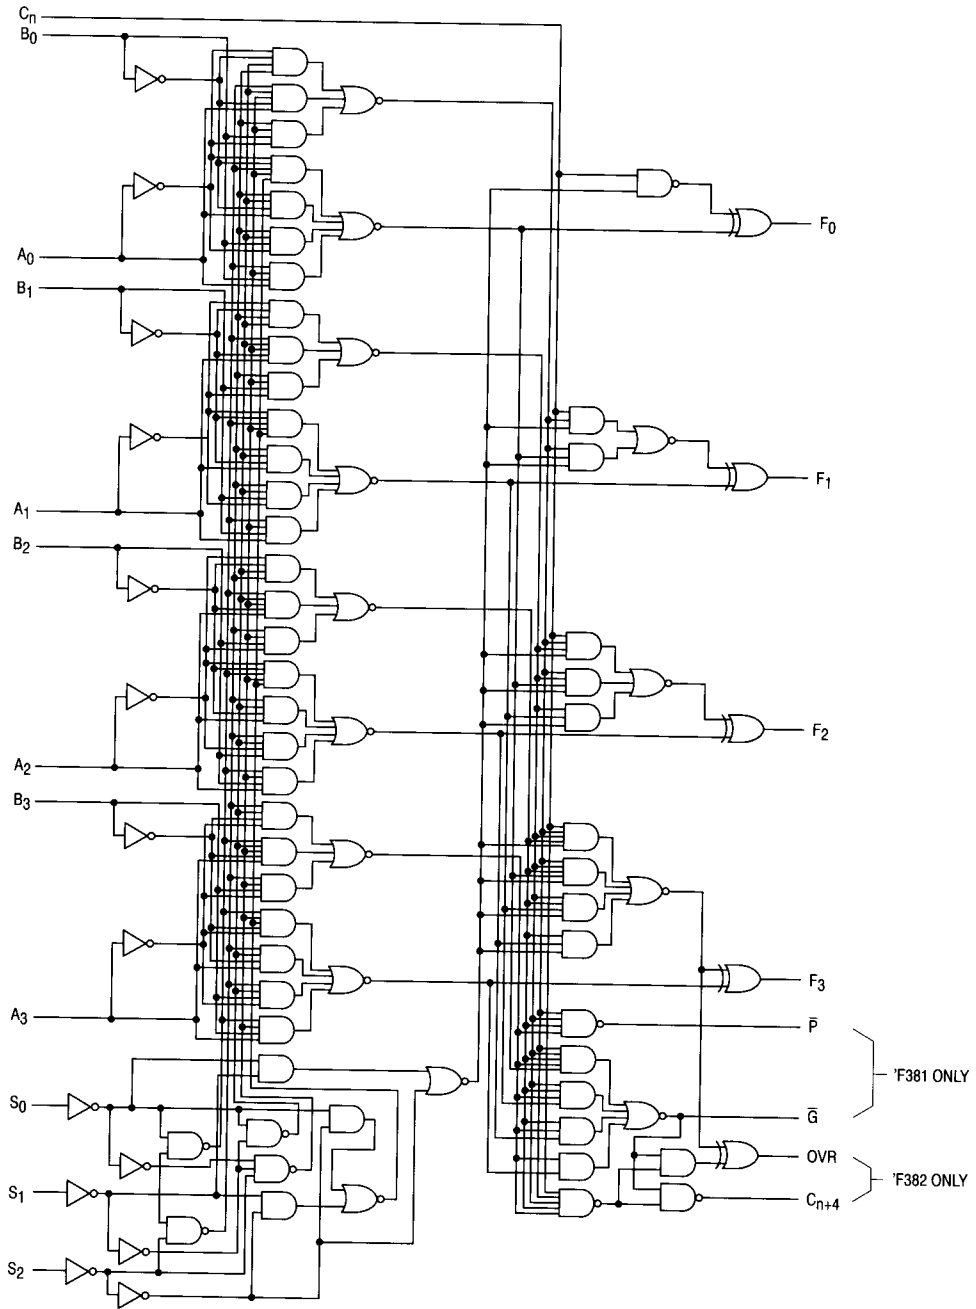 Cn
B0
A0
B1
F0
A1
B2
F1
A2
B3
F2
A3
F3
P̅
'F381 ONLY
S0
G̅
OVR
'F382 ONLY
S1
Cn+4
S2